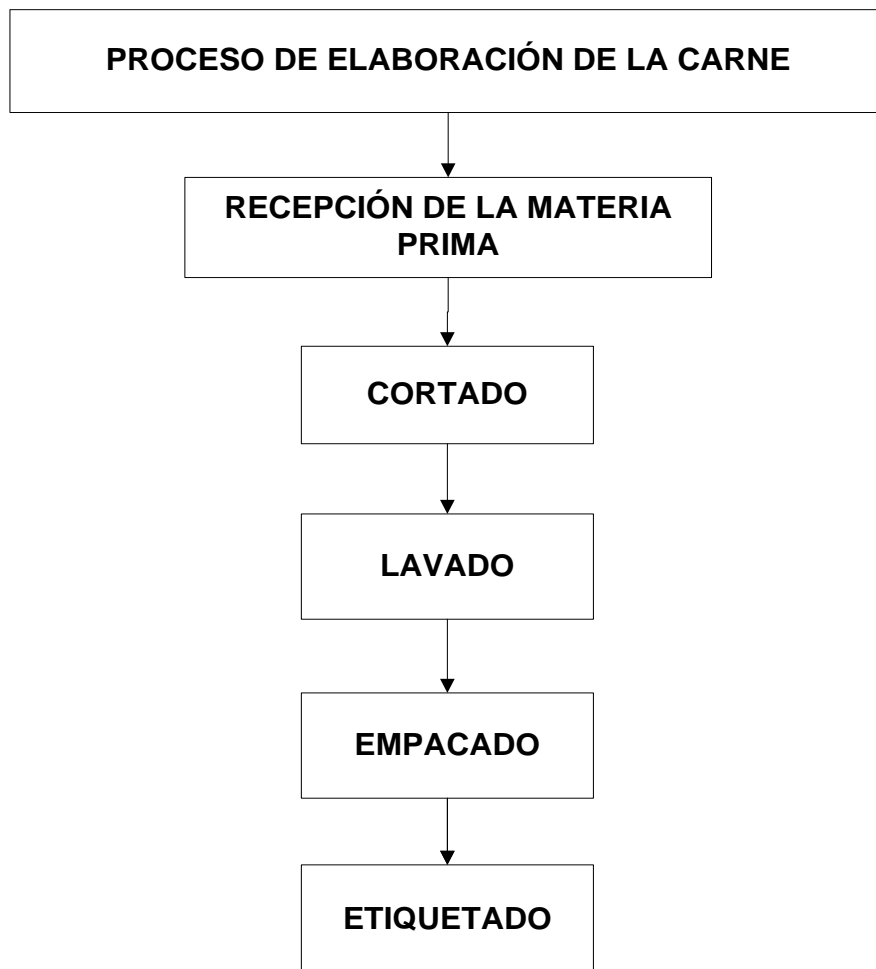 PROCESO DE ELABORACIÓN DE LA CARNE
RECEPCIÓN DE LA MATERIA
PRIMA
CORTADO
LAVADO
EMPACADO
ETIQUETADO